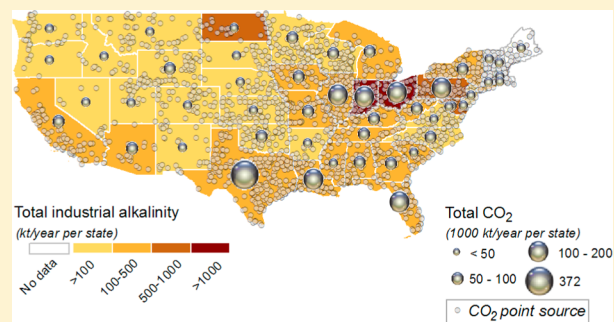 Total industrial alkalinity
(kt/year per state)
No data
>100
100-500
500-1000
>1000
Total CO₂
(1000 kt/year per state)
< 50
100 - 200
50 - 100
372
CO₂ point source